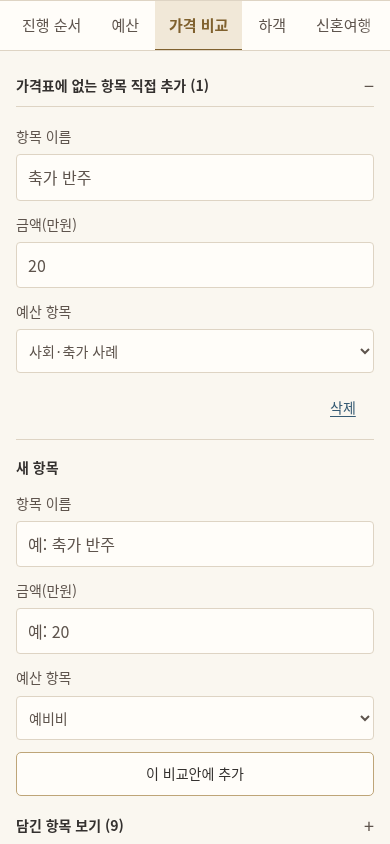 진행 순서 예산 가격 비교 하객 신혼여행
가격표에 없는 항목 직접 추가 (1) −
항목 이름
축가 반주
금액(만원)
20
예산 항목
사회·축가 사례
삭제
새 항목
항목 이름
예: 축가 반주
금액(만원)
예: 20
예산 항목
예비비
이 비교안에 추가
담긴 항목 보기 (9) +